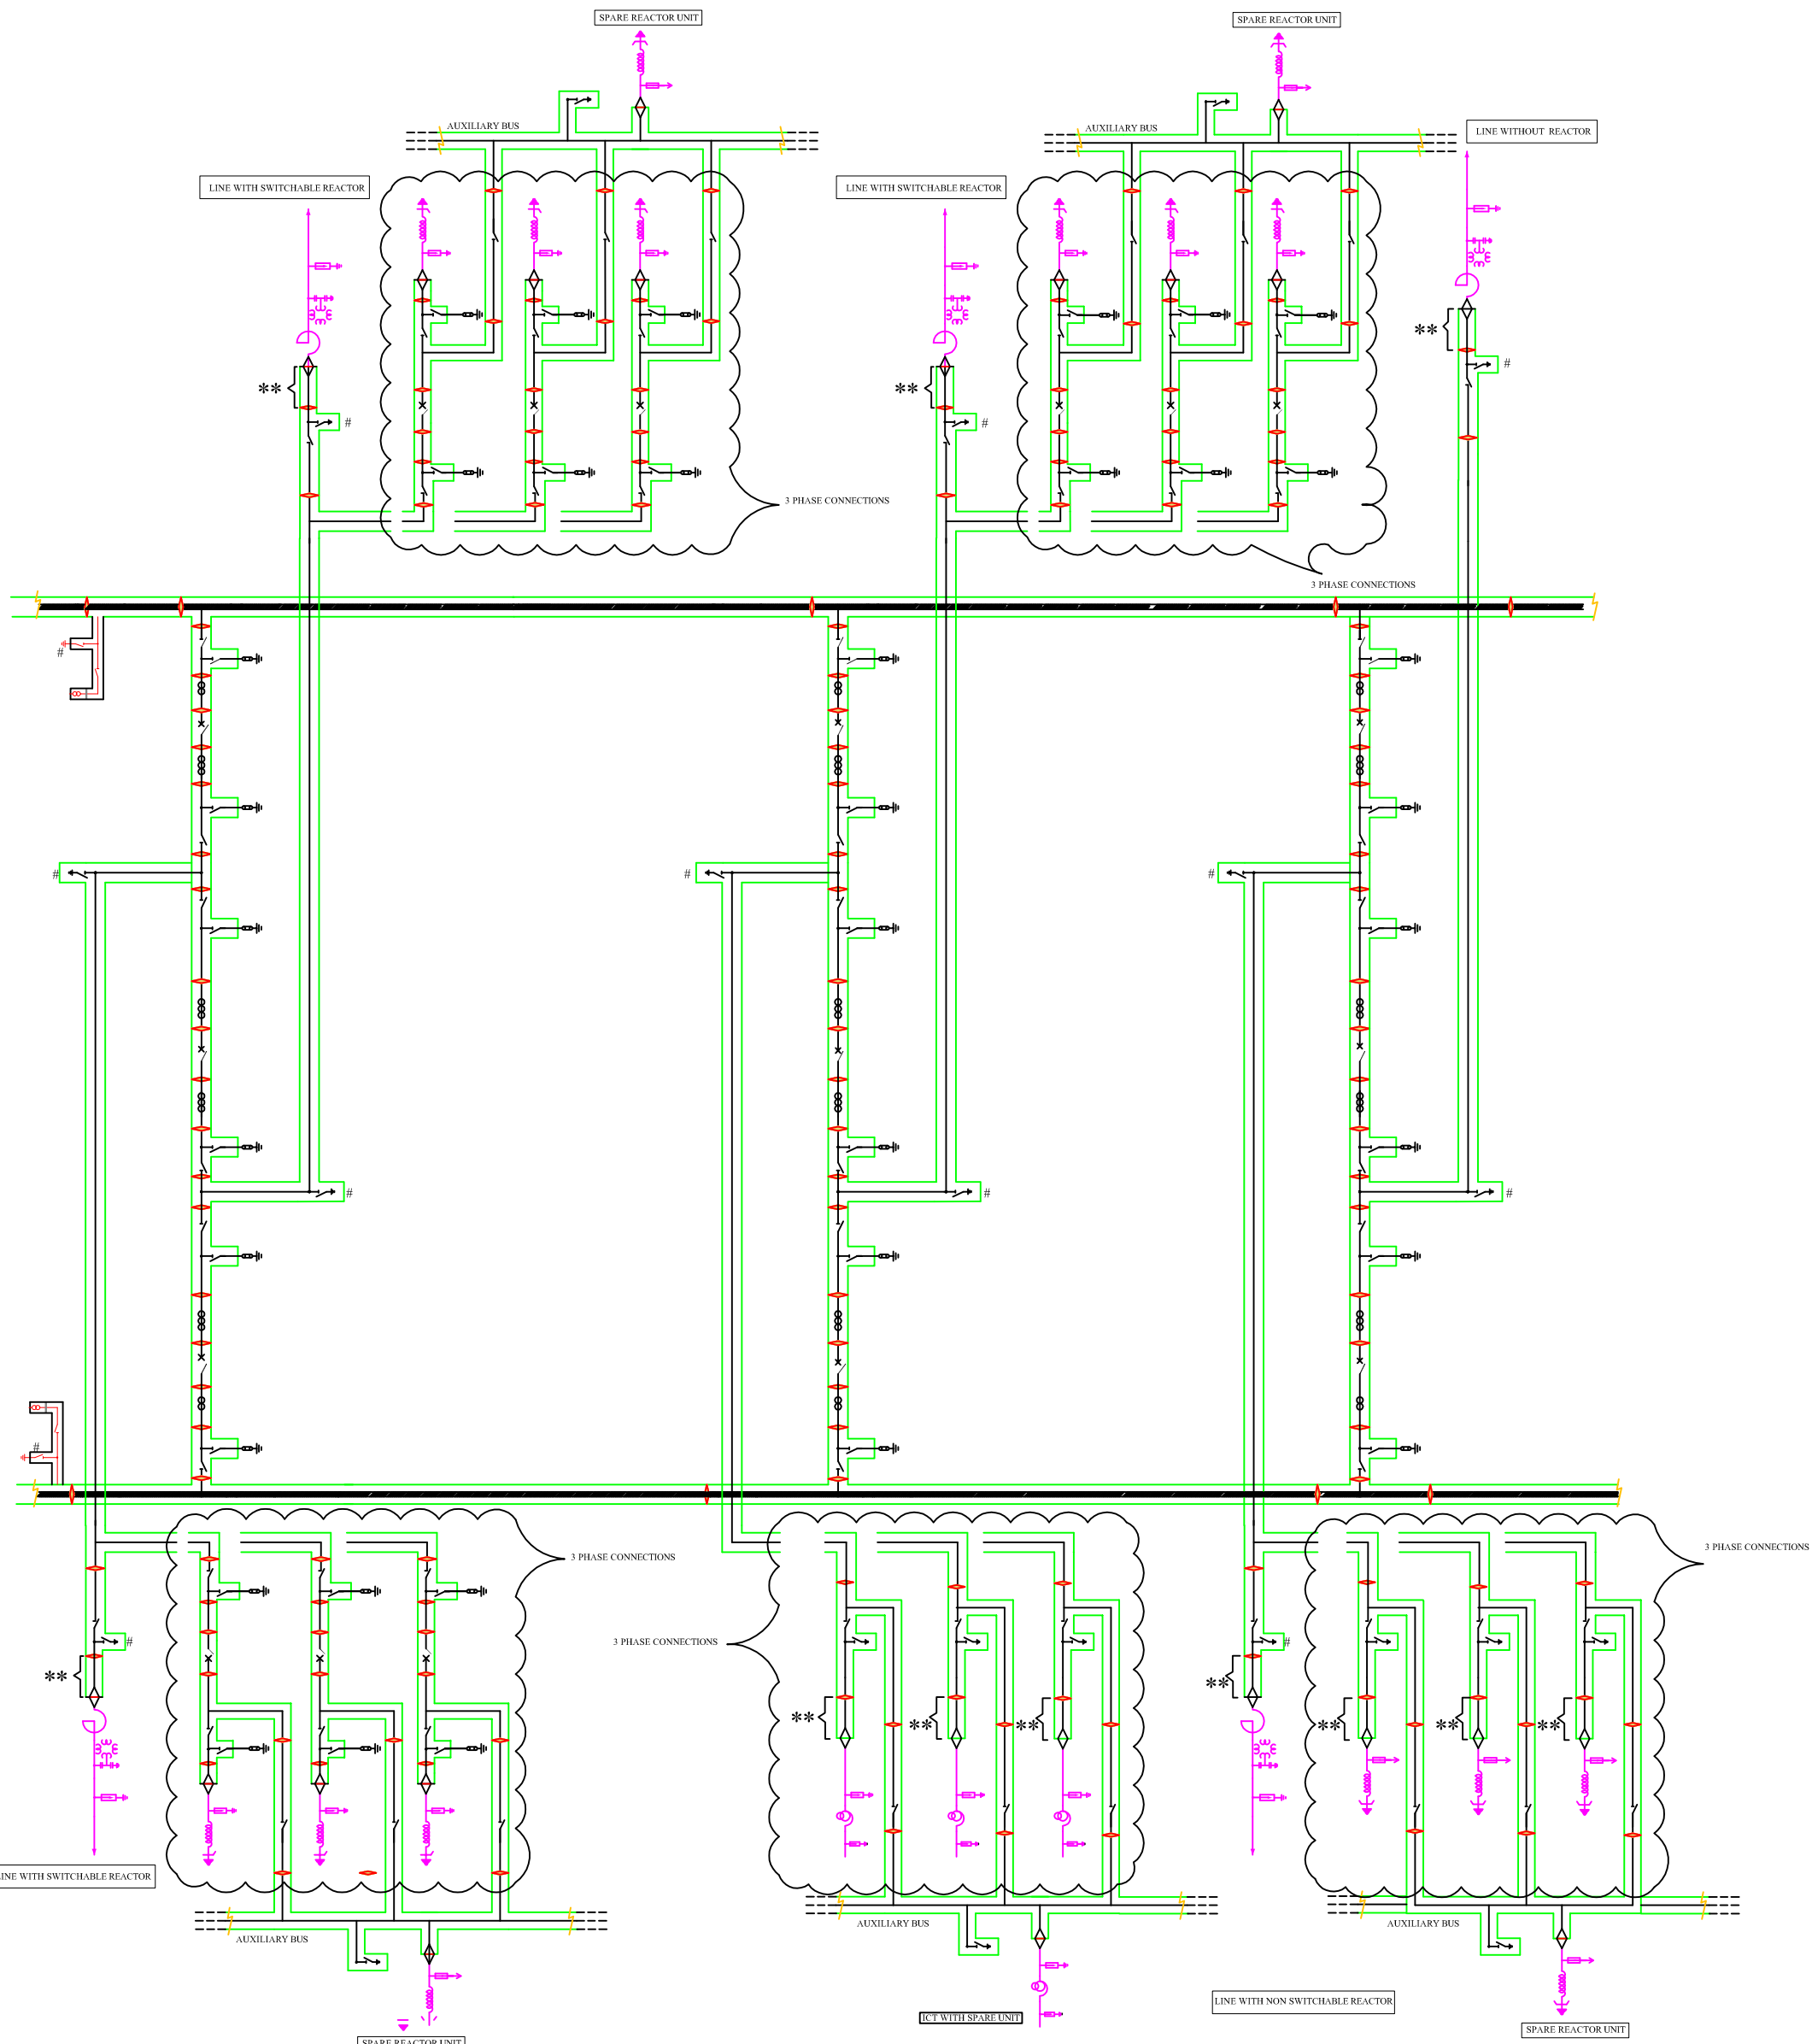 SPARE REACTOR UNIT
SPARE REACTOR UNIT
AUXILIARY BUS
AUXILIARY BUS
LINE WITHOUT REACTOR
LINE WITH SWITCHABLE REACTOR
LINE WITH SWITCHABLE REACTOR
**
**
**
#
#
#
3 PHASE CONNECTIONS
3 PHASE CONNECTIONS
#
#
#
#
#
#
#
#
3 PHASE CONNECTIONS
3 PHASE CONNECTIONS
3 PHASE CONNECTIONS
#
#
**
**
**
**
**
**
**
**
LINE WITH SWITCHABLE REACTOR
AUXILIARY BUS
AUXILIARY BUS
AUXILIARY BUS
LINE WITH NON SWITCHABLE REACTOR
ICT WITH SPARE UNIT
SPARE REACTOR UNIT
SPARE REACTOR UNIT